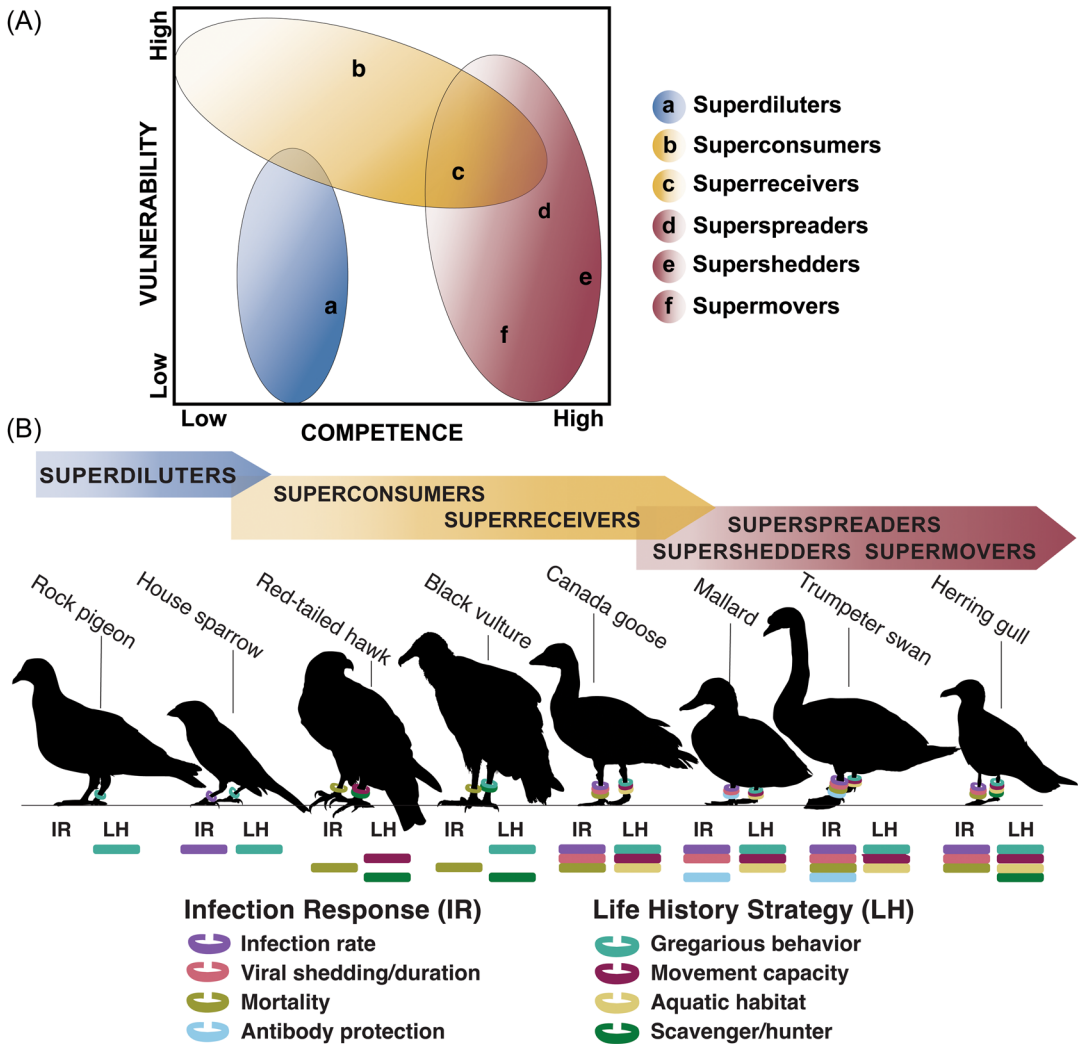 (A)
High
VULNERABILITY
Low
b
c
d
a
e
f
Low
High
COMPETENCE
a Superdiluters
b Superconsumers
c Superreceivers
d Superspreaders
e Supershedders
f Supermovers
(B)
SUPERDILUTERS
SUPERCONSUMERS
SUPERRECEIVERS
SUPERSPREADERS
SUPERSHEDDERS SUPERMOVERS
Rock pigeon
House sparrow
Red-tailed hawk
Black vulture
Canada goose
Mallard
Trumpeter swan
Herring gull
IR LH IR LH IR LH IR LH IR LH IR LH IR LH IR LH
Infection Response (IR)
Infection rate
Viral shedding/duration
Mortality
Antibody protection
Life History Strategy (LH)
Gregarious behavior
Movement capacity
Aquatic habitat
Scavenger/hunter